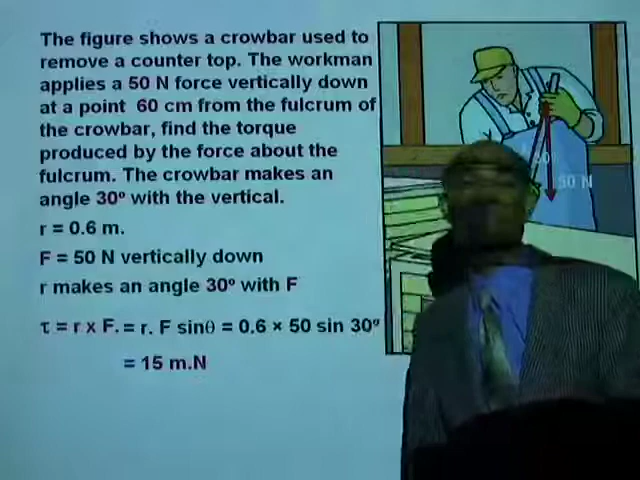 The figure shows a crowbar used to
remove a counter top. The workman
applies a 50 N force vertically down
at a point 60 cm from the fulcrum of
the crowbar, find the torque
produced by the force about the
fulcrum. The crowbar makes an
angle 30º with the vertical.
r = 0.6 m.
F = 50 N vertically down
r makes an angle 30º with F
τ = r x F. = r. F sinθ = 0.6 × 50 sin 30º
= 15 m.N
50 N